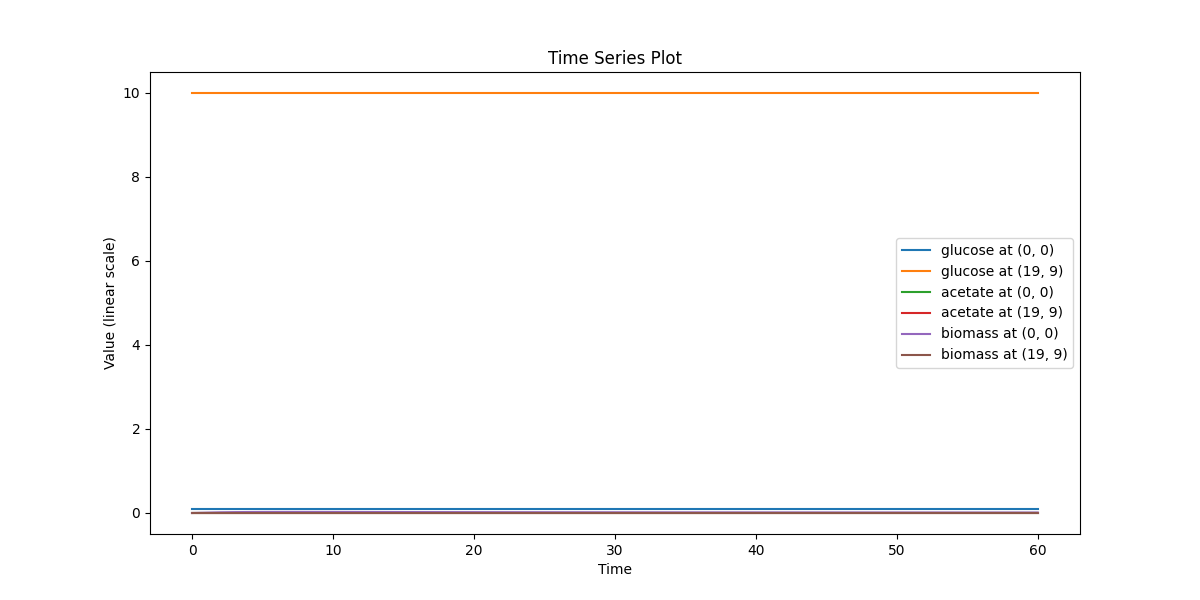 Time Series Plot
Value (linear scale)
10
8
6
4
2
0
glucose at (0, 0)
glucose at (19, 9)
acetate at (0, 0)
acetate at (19, 9)
biomass at (0, 0)
biomass at (19, 9)
0 10 20 30 40 50 60
Time